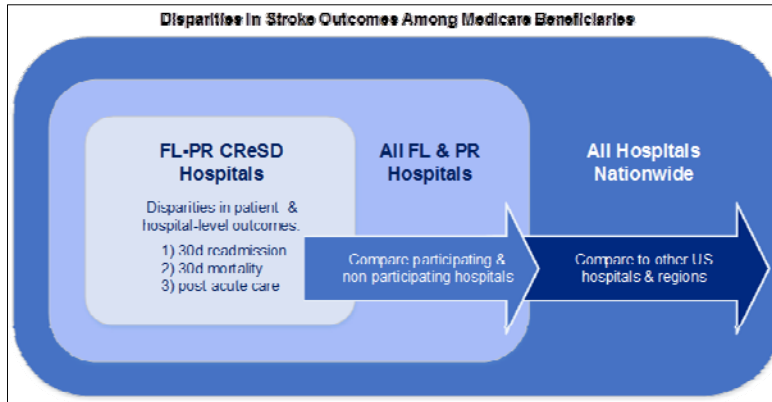 Disparities in Stroke Outcomes Among Medicare Beneficiaries
FL-PR CReSD
Hospitals
Disparities in patient &
hospital-level outcomes:
1) 30d readmission
2) 30d mortality
3) post acute care
All FL & PR
Hospitals
Compare participating &
non participating hospitals
All Hospitals
Nationwide
Compare to other US
hospitals & regions